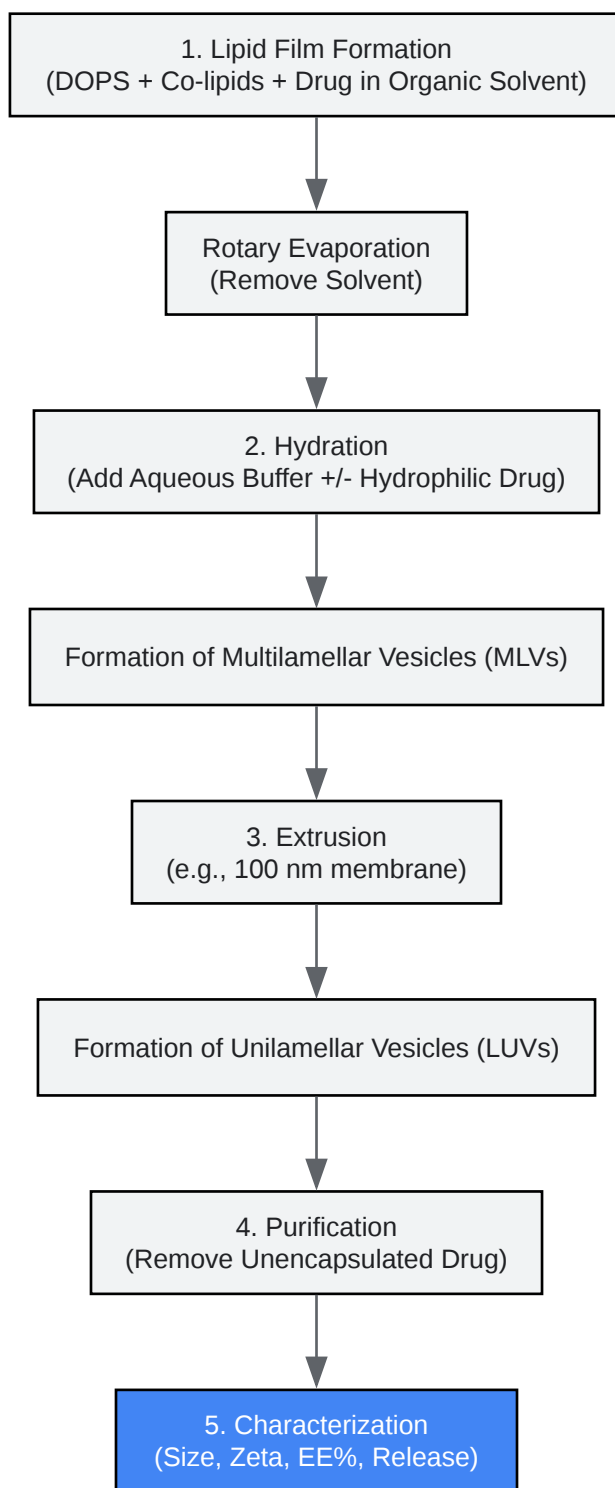 1. Lipid Film Formation
(DOPS + Co-lipids + Drug in Organic Solvent)
Rotary Evaporation
(Remove Solvent)
2. Hydration
(Add Aqueous Buffer +/- Hydrophilic Drug)
Formation of Multilamellar Vesicles (MLVs)
3. Extrusion
(e.g., 100 nm membrane)
Formation of Unilamellar Vesicles (LUVs)
4. Purification
(Remove Unencapsulated Drug)
5. Characterization
(Size, Zeta, EE%, Release)